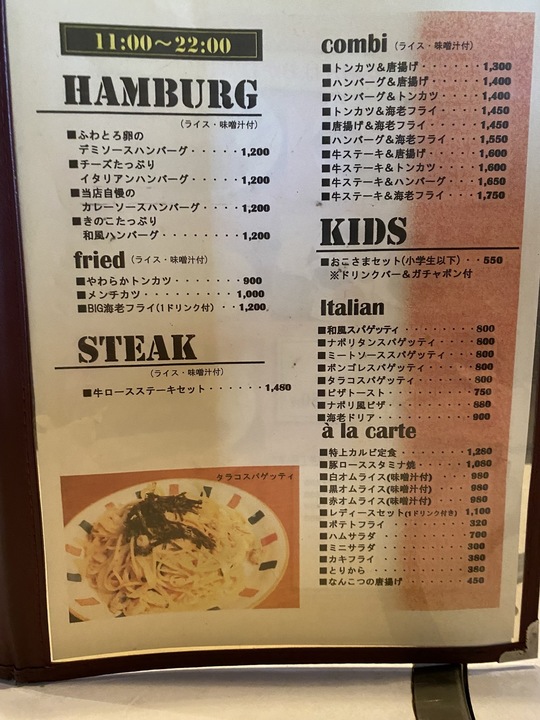 11:00～22:00
HAMBURG
(ライス・味噌汁付)
■ふわとろ卵の
デミソースハンバーグ・・・・・1,200
■チーズたっぷり
イタリアンハンバーグ・・・・・1,200
■当店自慢の
カレーソースハンバーグ・・・・1,200
■きのこたっぷり
和風ハンバーグ・・・・・・・・1,200
fried (ライス・味噌汁付)
■やわらかトンカツ・・・・・・・900
■メンチカツ・・・・・・・・・1,000
■BIG海老フライ(1ドリンク付)・・1,200
STEAK
(ライス・味噌汁付)
■牛ロースステーキセット・・・・・・・1,480
タラコスパゲッティ
combi (ライス・味噌汁付)
■トンカツ＆唐揚げ・・・・・・・1,300
■ハンバーグ＆唐揚げ・・・・・・1,400
■ハンバーグ＆トンカツ・・・・・1,400
■トンカツ＆海老フライ・・・・・1,450
■唐揚げ＆海老フライ・・・・・・1,450
■ハンバーグ＆海老フライ・・・・1,550
■牛ステーキ＆唐揚げ・・・・・・1,600
■牛ステーキ＆トンカツ・・・・・1,600
■牛ステーキ＆ハンバーグ・・・・1,650
■牛ステーキ＆海老フライ・・・・1,750
KIDS
■おこさまセット(小学生以下)・・550
※ドリンクバー＆ガチャポン付
Italian
■和風スパゲッティ・・・・・・・・800
■ナポリタンスパゲッティ・・・・・800
■ミートソーススパゲッティ・・・・800
■ボンゴレスパゲッティ・・・・・・800
■タラコスパゲッティ・・・・・・・800
■ピザトースト・・・・・・・・・・750
■ナポリ風ピザ・・・・・・・・・・880
■海老ドリア・・・・・・・・・・・900
à la carte
■特上カルビ定食・・・・・・・・1,280
■豚ローススタミナ焼・・・・・・1,080
■白オムライス(味噌汁付)・・・・980
■黒オムライス(味噌汁付)・・・・980
■赤オムライス(味噌汁付)・・・・980
■レディースセット(1ドリンク付き) 1,100
■ポテトフライ・・・・・・・・・・320
■ハムサラダ・・・・・・・・・・・700
■ミニサラダ・・・・・・・・・・・300
■カキフライ・・・・・・・・・・・380
■とりから・・・・・・・・・・・・380
■なんこつの唐揚げ・・・・・・・・450